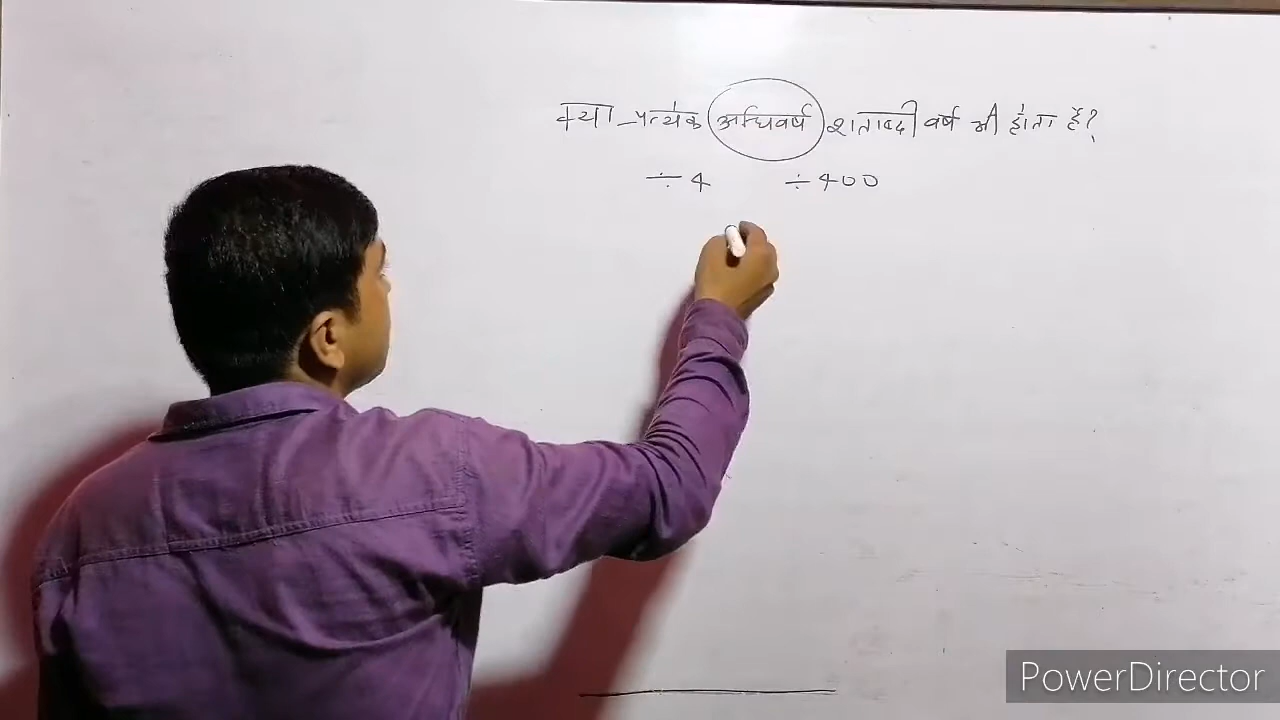 क्या प्रत्येक अधिवर्ष शताब्दी वर्ष भी होता है?
÷4 ÷400
PowerDirector